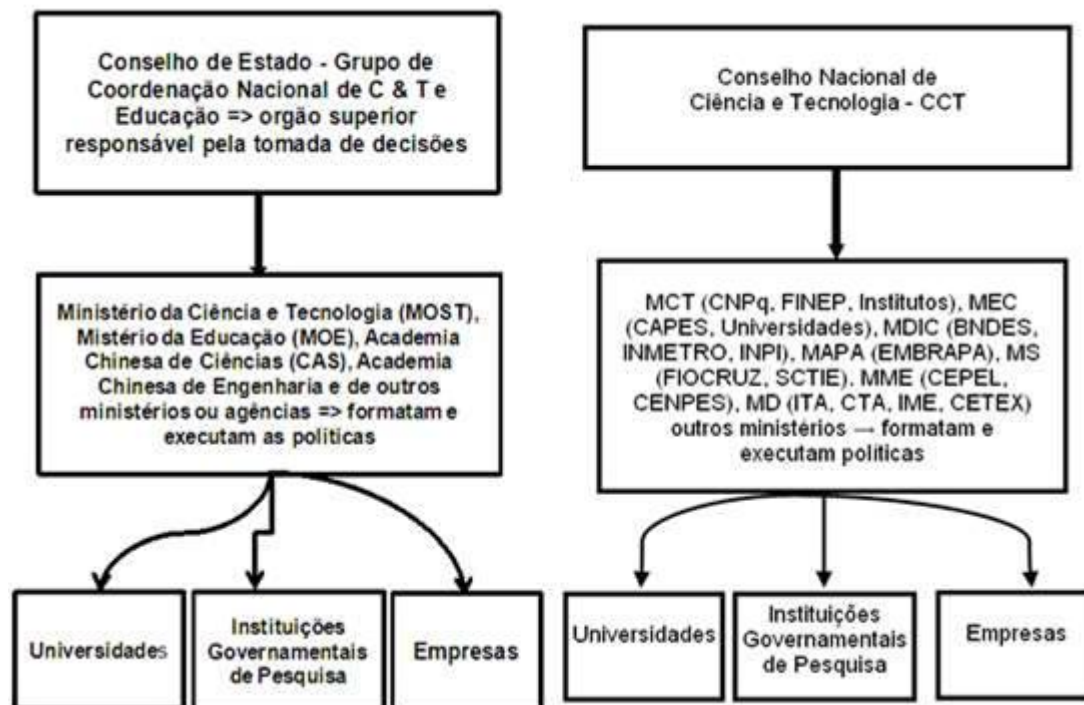 Conselho de Estado - Grupo de
Coordenação Nacional de C & T e
Educação => orgão superior
responsável pela tomada de decisões
Ministério da Ciência e Tecnologia (MOST),
Mistério da Educação (MOE), Academia
Chinesa de Ciências (CAS), Academia
Chinesa de Engenharia e de outros
ministérios ou agências => formatam e
executam as políticas
Universidades
Instituições
Governamentais
de Pesquisa
Empresas
Conselho Nacional de
Ciência e Tecnologia - CCT
MCT (CNPq, FINEP, Institutos), MEC
(CAPES, Universidades), MDIC (BNDES,
INMETRO, INPI), MAPA (EMBRAPA), MS
(FIOCRUZ, SCTIE), MME (CEPEL,
CENPES), MD (ITA, CTA, IME, CETEX)
outros ministérios → formatam e
executam políticas
Universidades
Instituições
Governamentais
de Pesquisa
Empresas